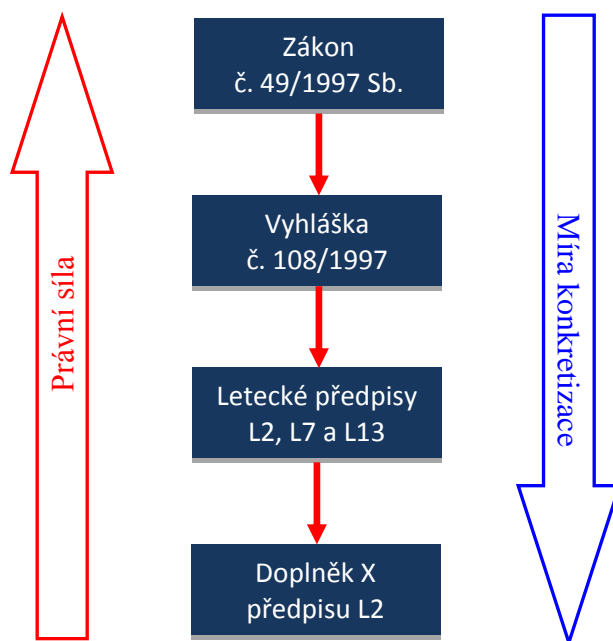 Zákon
č. 49/1997 Sb.
Vyhláška
č. 108/1997
Letecké předpisy
L2, L7 a L13
Doplněk X
předpisu L2
Právní síla
Míra konkretizace